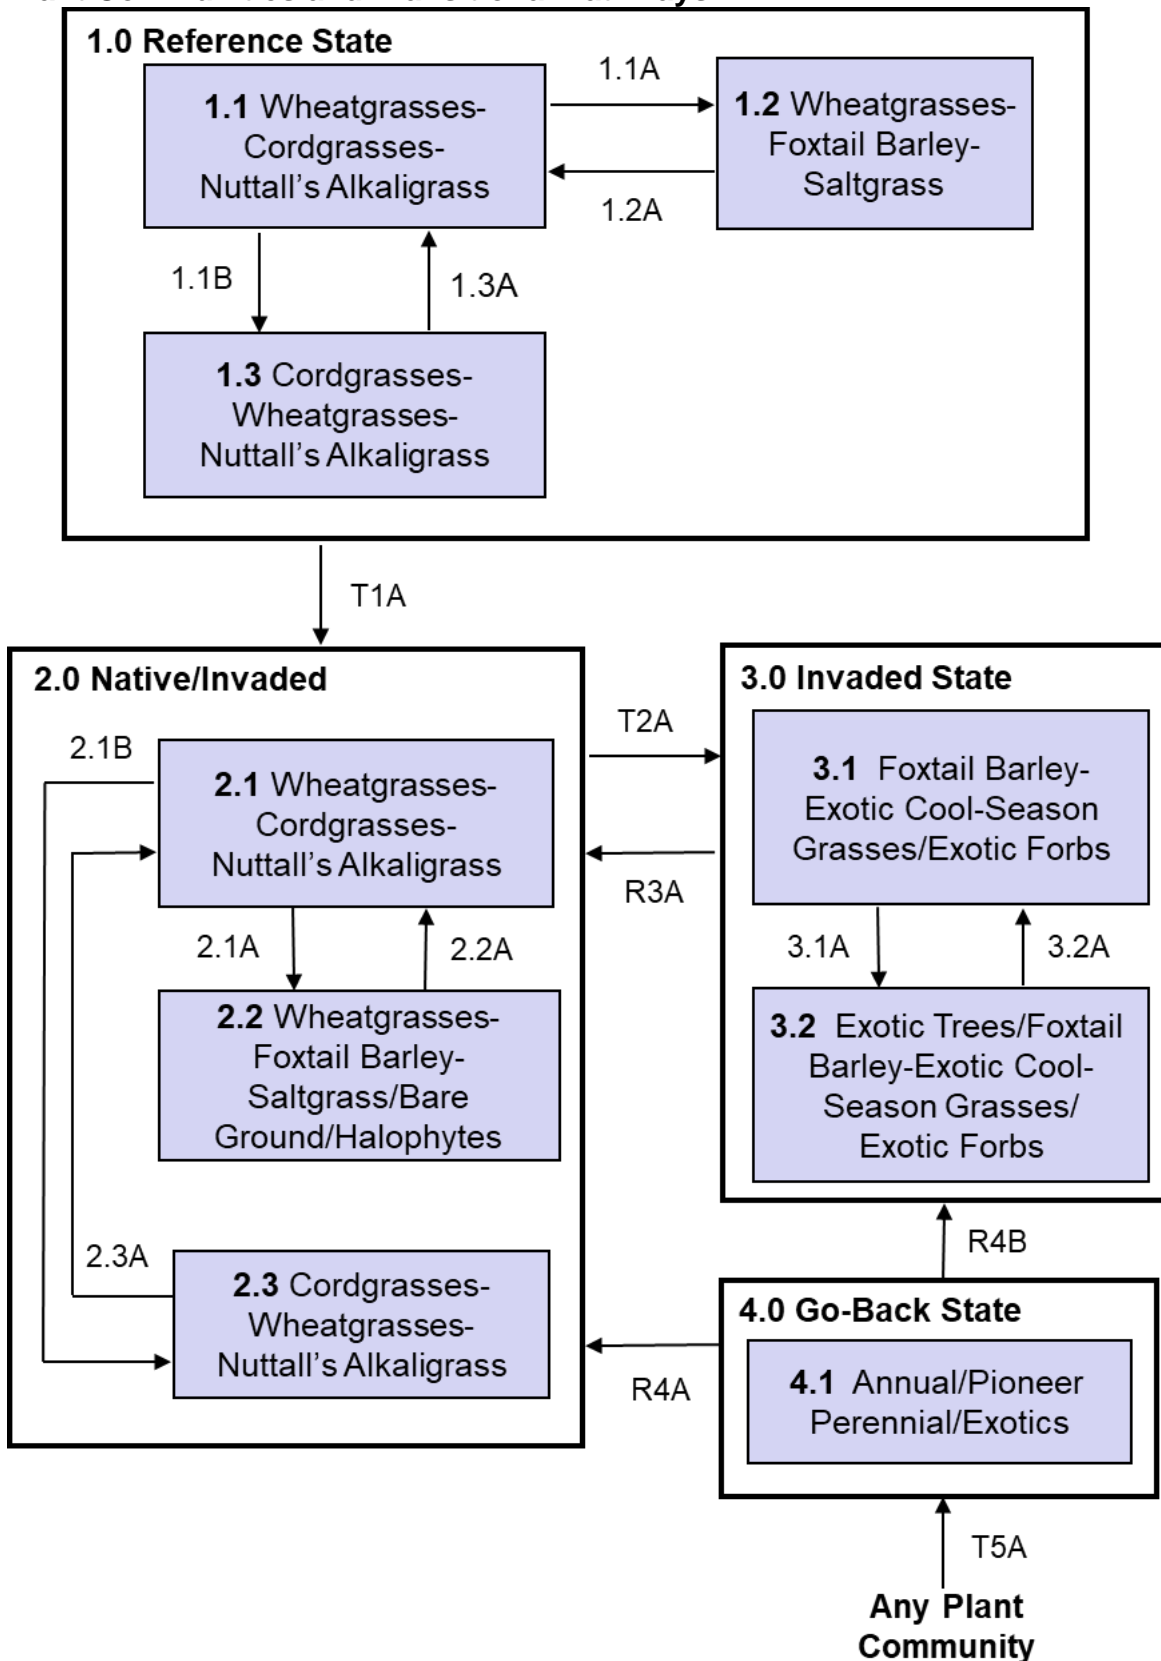 1.0 Reference State
1.1A
1.1 Wheatgrasses-
Cordgrasses-
Nuttall's Alkaligrass
1.2 Wheatgrasses-
Foxtail Barley-
Saltgrass
1.2A
1.1B
1.3A
1.3 Cordgrasses-
Wheatgrasses-
Nuttall's Alkaligrass
T1A
2.0 Native/Invaded
2.1B
2.1 Wheatgrasses-
Cordgrasses-
Nuttall's Alkaligrass
2.1A
2.2A
2.2 Wheatgrasses-
Foxtail Barley-
Saltgrass/Bare
Ground/Halophytes
2.3A
2.3 Cordgrasses-
Wheatgrasses-
Nuttall's Alkaligrass
T2A
R3A
3.0 Invaded State
3.1 Foxtail Barley-
Exotic Cool-Season
Grasses/Exotic Forbs
3.1A
3.2A
3.2 Exotic Trees/Foxtail
Barley-Exotic Cool-
Season Grasses/
Exotic Forbs
R4B
R4A
4.0 Go-Back State
4.1 Annual/Pioneer
Perennial/Exotics
T5A
Any Plant
Community